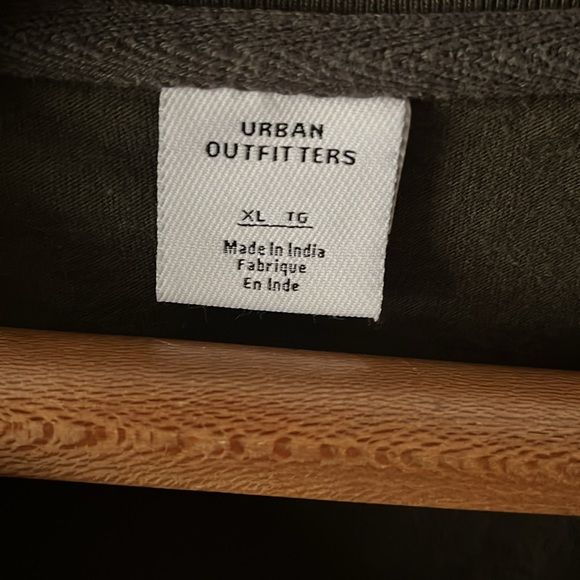 URBAN
OUTFITTERS
XL TG
Made In India
Fabrique
En Inde